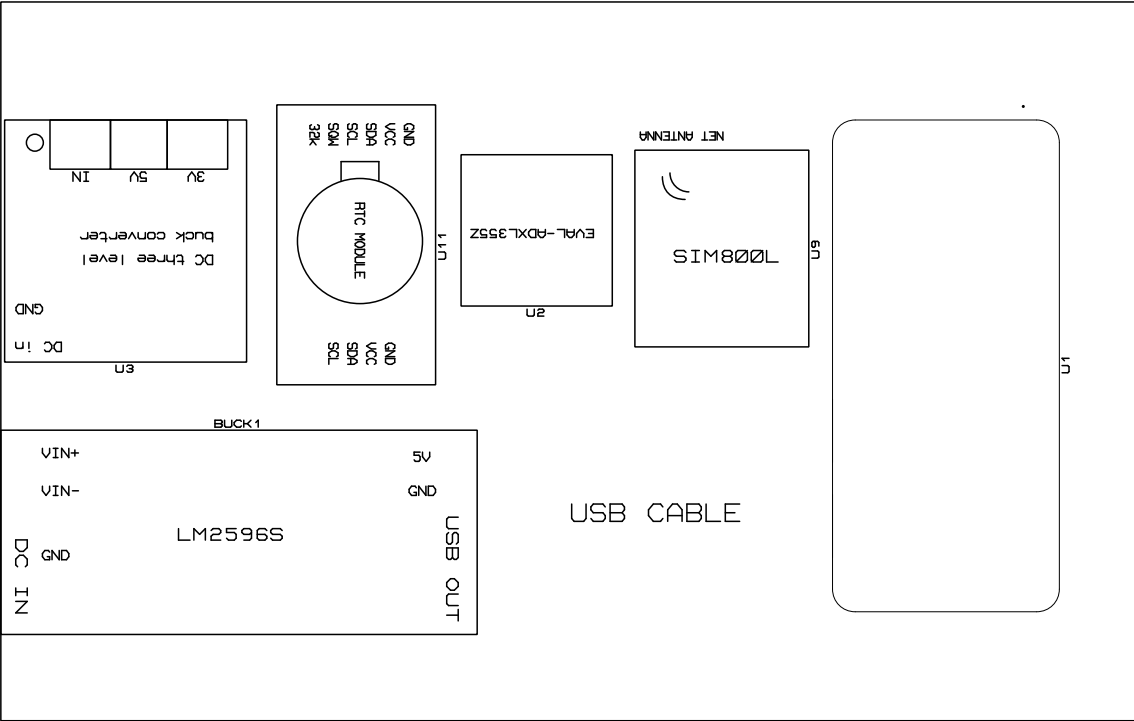 NET ANTENNA
IN
5V
3V
DC three level
buck converter
GND
DC in
U3
32K
SQW
SCL
SDA
VCC
GND
RTC MODULE
SCL
SDA
VCC
GND
U11
EVAL-ADXL355Z
U2
SIM800L
U9
U1
BUCK1
VIN+
5V
VIN-
GND
LM2596S
GND
DC IN
USB OUT
USB CABLE